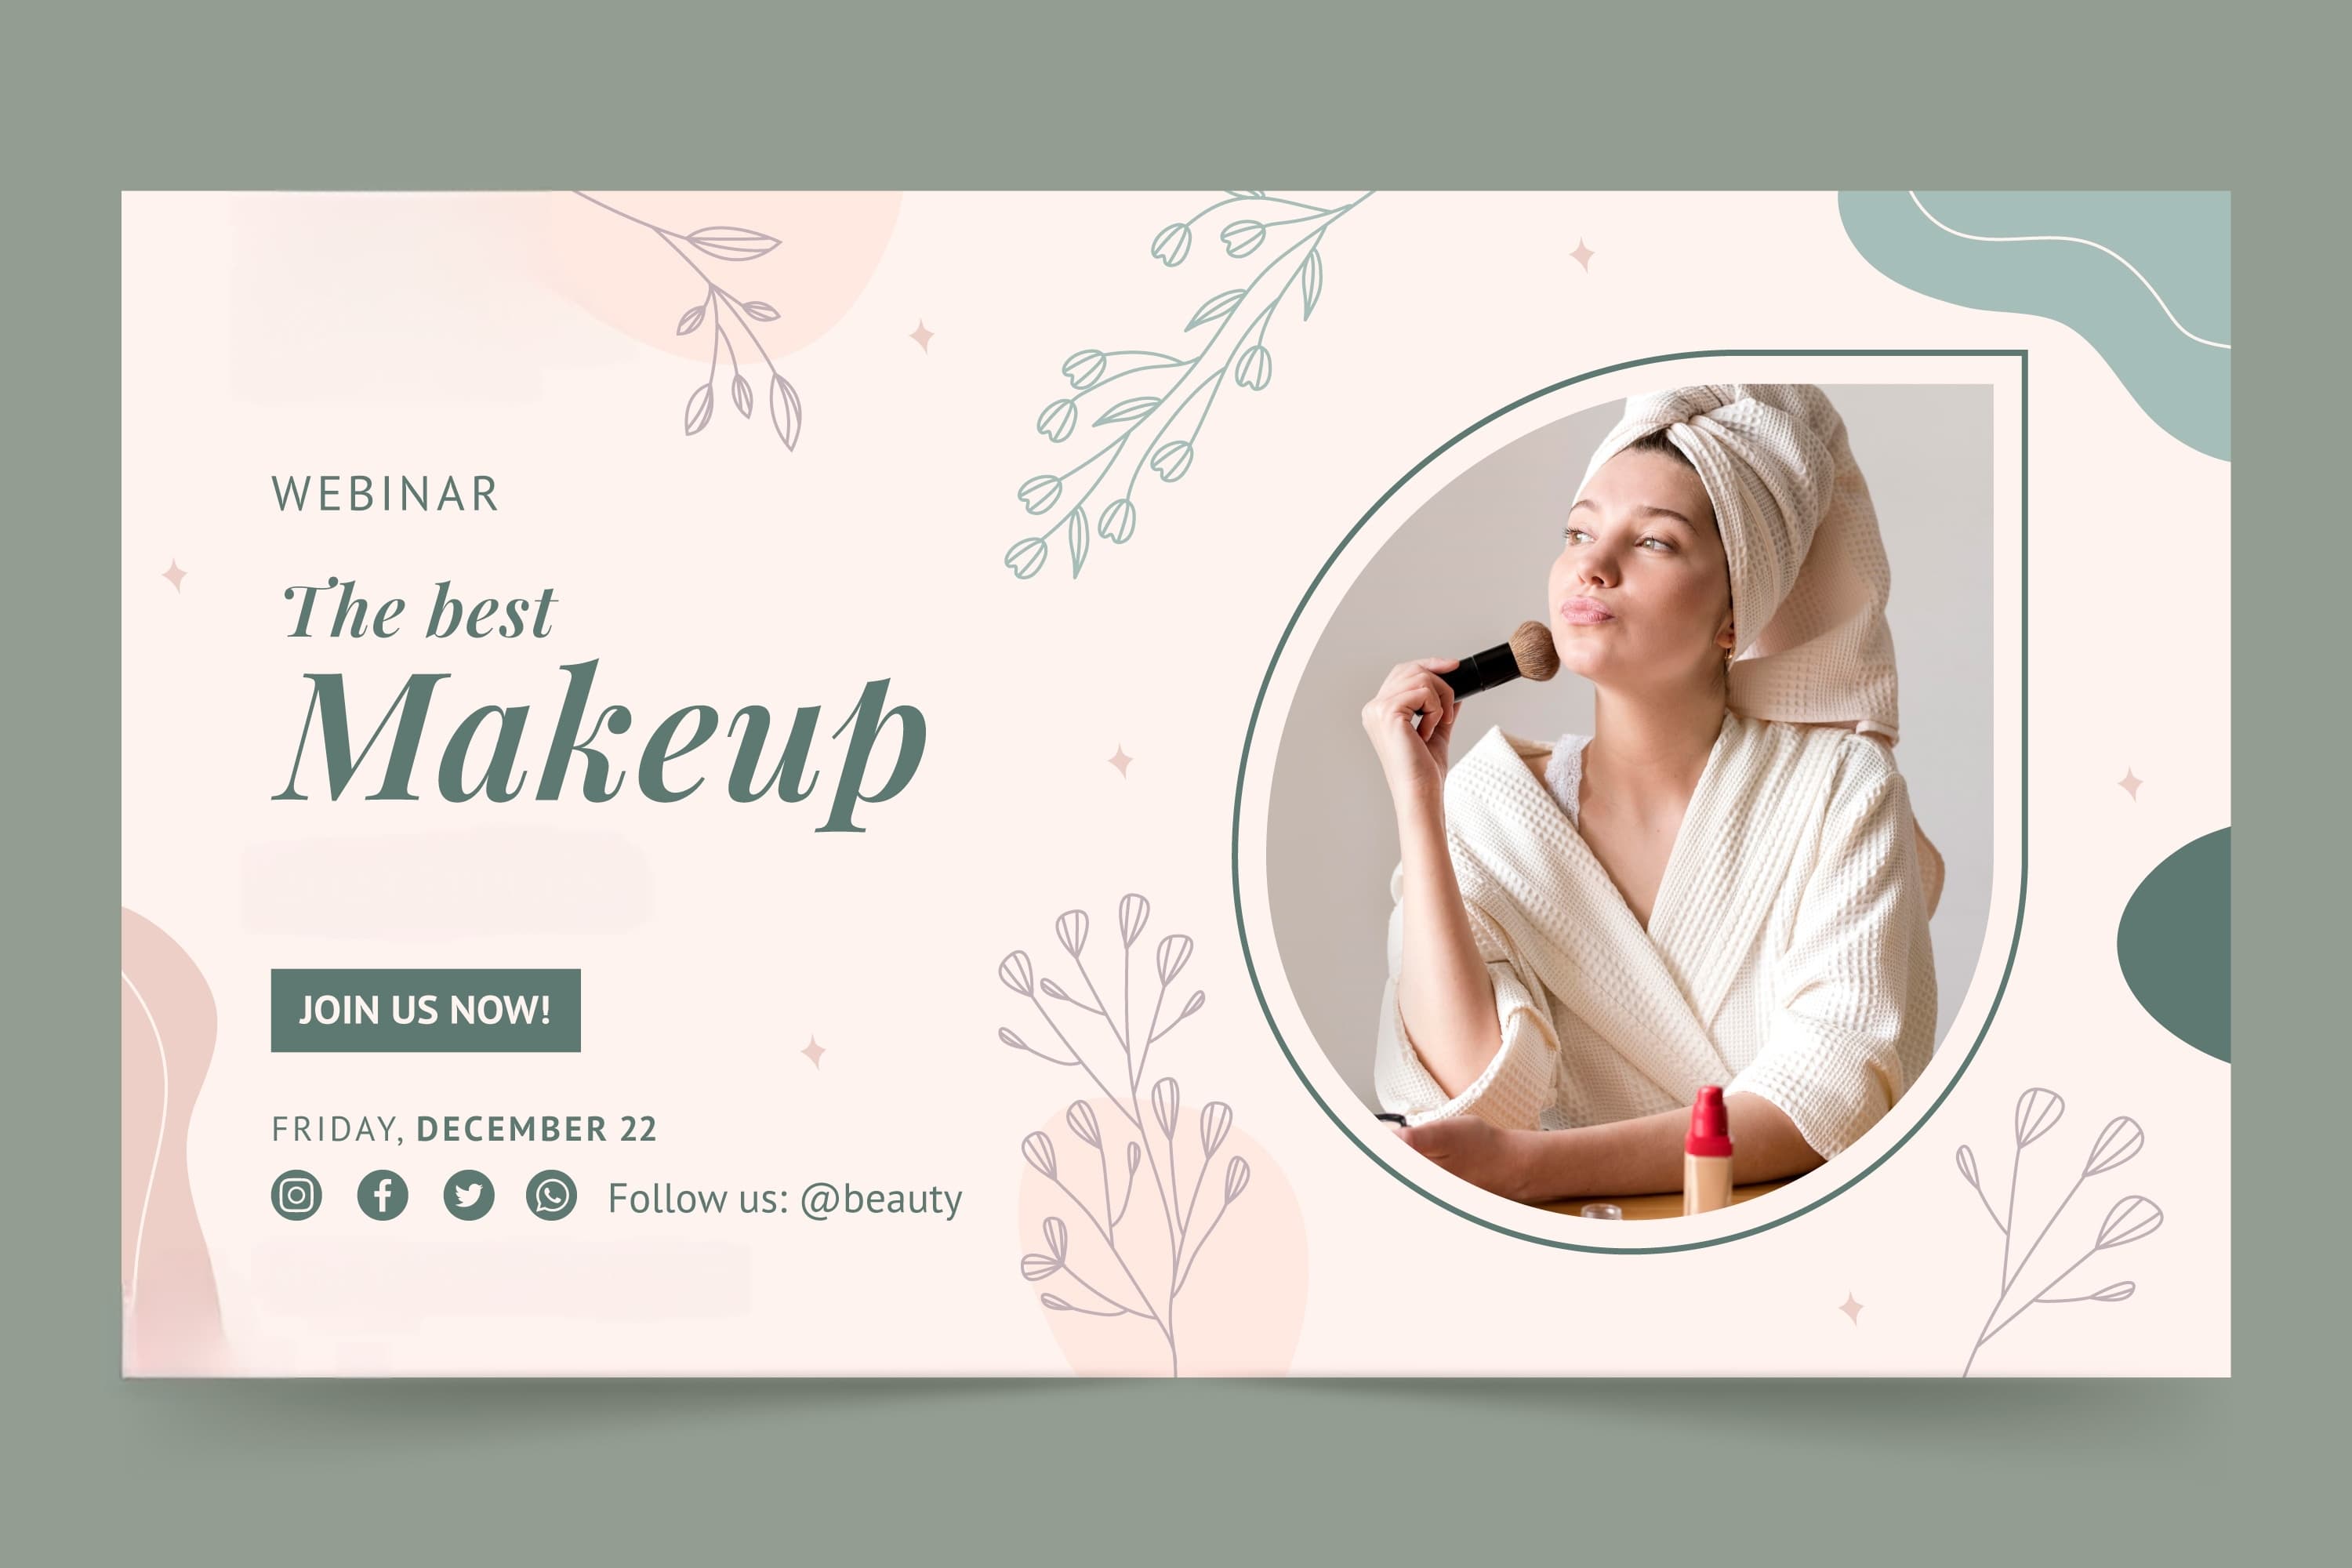 WEBINAR
The best
Makeup
JOIN US NOW!
FRIDAY, DECEMBER 22
Follow us: @beauty